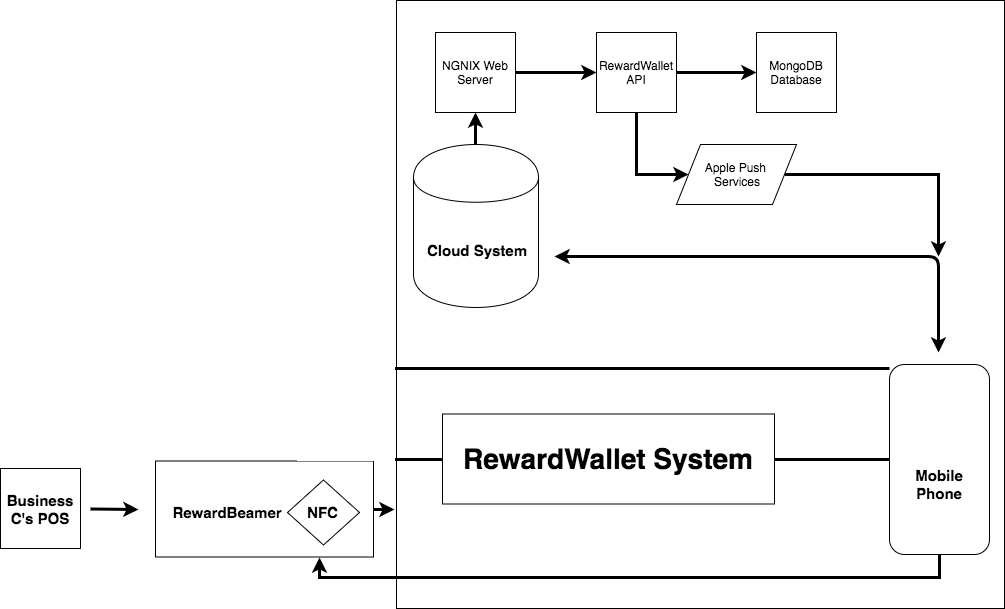 NGNIX Web
Server
RewardWallet
API
MongoDB
Database
Apple Push
Services
Cloud System
RewardWallet System
Mobile
Phone
Business
C's POS
RewardBeamer
NFC